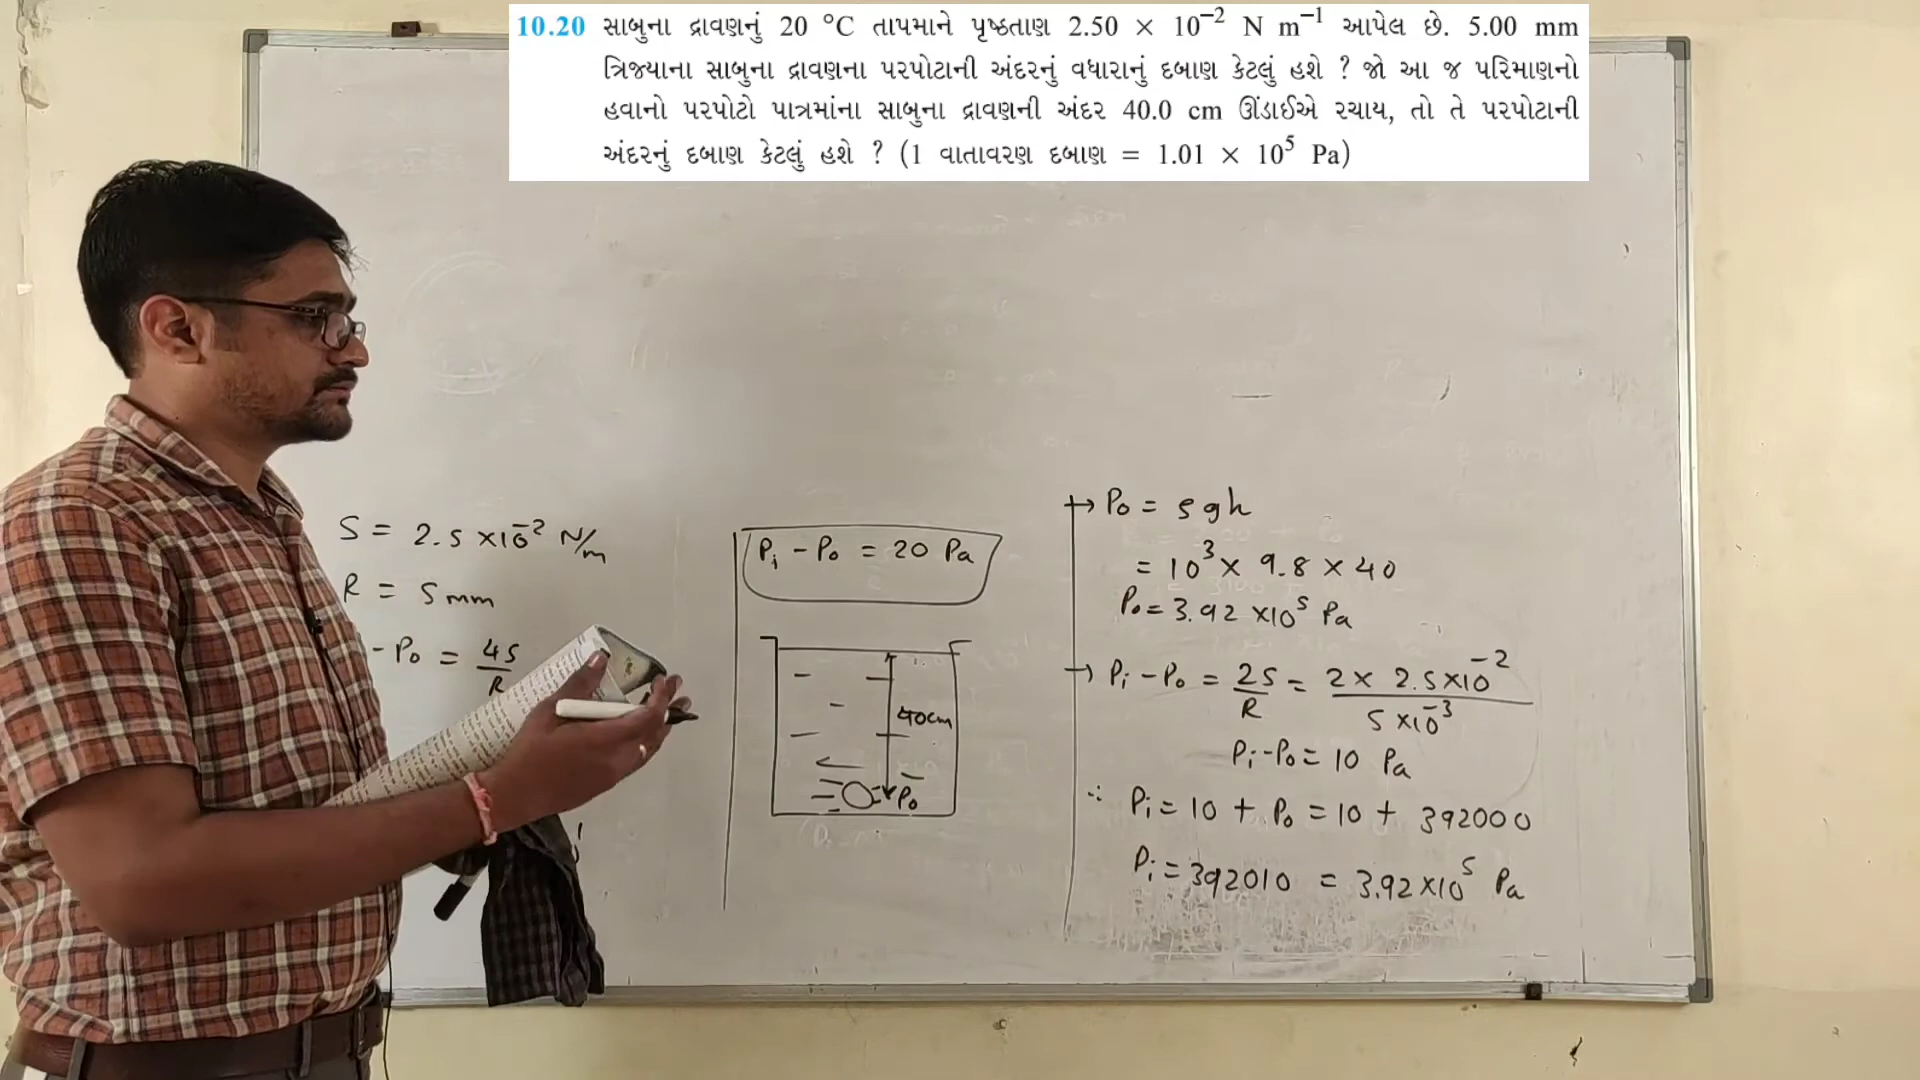 10.20 સાબુના દ્રાવણનું 20 °C તાપમાને પૃષ્ઠતાણ 2.50 × 10⁻² N m⁻¹ આપેલ છે. 5.00 mm
ત્રિજ્યાના સાબુના દ્રાવણના પરપોટાની અંદરનું વધારાનું દબાણ કેટલું હશે ? જો આ જ પરિમાણનો
હવાનો પરપોટો પાત્રમાંના સાબુના દ્રાવણની અંદર 40.0 cm ઊંડાઈએ રચાય, તો તે પરપોટાની
અંદરનું દબાણ કેટલું હશે ? (1 વાતાવરણ દબાણ = 1.01 × 10⁵ Pa)
S = 2.5 × 10⁻² N/m
R = 5 mm
- P₀ = 4S/R
Pᵢ - P₀ = 20 Pa
40cm
P₀
→ P₀ = ρgh
= 10³ × 9.8 × 40
P₀ = 3.92 × 10⁵ Pa
→ Pᵢ - P₀ = 2S/R = 2 × 2.5 × 10⁻² / 5 × 10⁻³
Pᵢ - P₀ = 10 Pa
∴ Pᵢ = 10 + P₀ = 10 + 392000
Pᵢ = 392010 = 3.92 × 10⁵ Pa